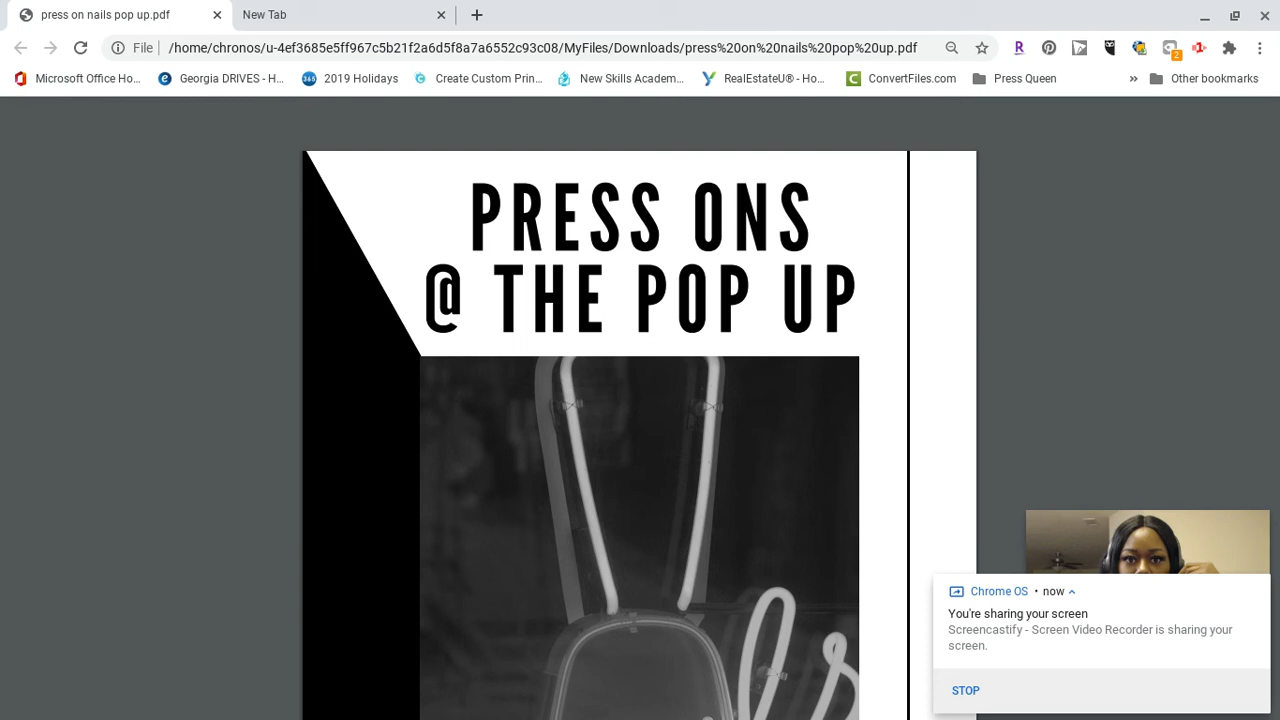 press on nails pop up.pdf
New Tab
File
/home/chronos/u-4ef3685e5ff967c5b21f2a6d5f8a7a6552c93c08/MyFiles/Downloads/press%20on%20nails%20pop%20up.pdf
R
2
1
Microsoft Office Ho...
Georgia DRIVES - H...
365
2019 Holidays
Create Custom Prin...
New Skills Academ...
RealEstateU® - Ho...
C
ConvertFiles.com
Press Queen
»
Other bookmarks
PRESS ONS
@ THE POP UP
Chrome OS • now
You're sharing your screen
Screencastify - Screen Video Recorder is sharing your
screen.
STOP